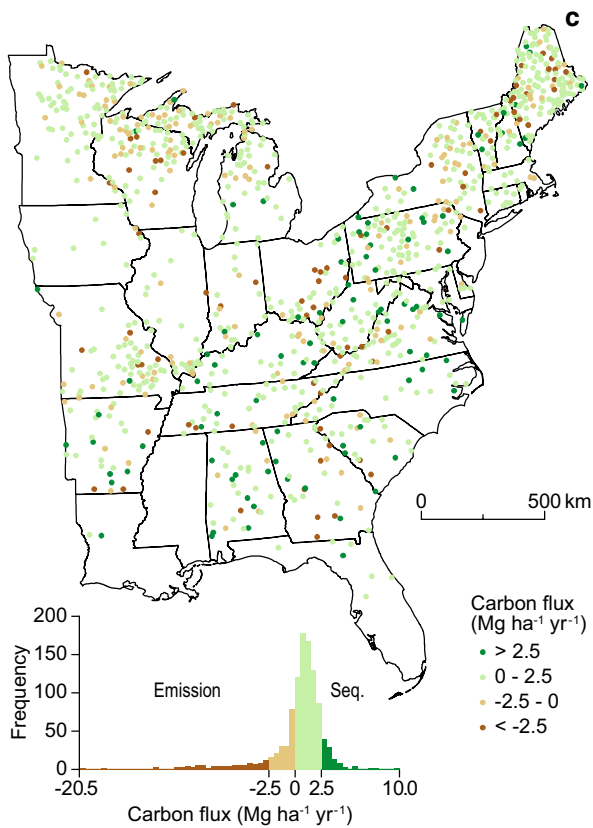 c
0 500 km
Carbon flux
(Mg ha⁻¹ yr⁻¹)
> 2.5
0 - 2.5
-2.5 - 0
< -2.5
200
150
100
50
0
Frequency
Emission Seq.
-20.5 -2.5 0 2.5 10.0
Carbon flux (Mg ha⁻¹ yr⁻¹)